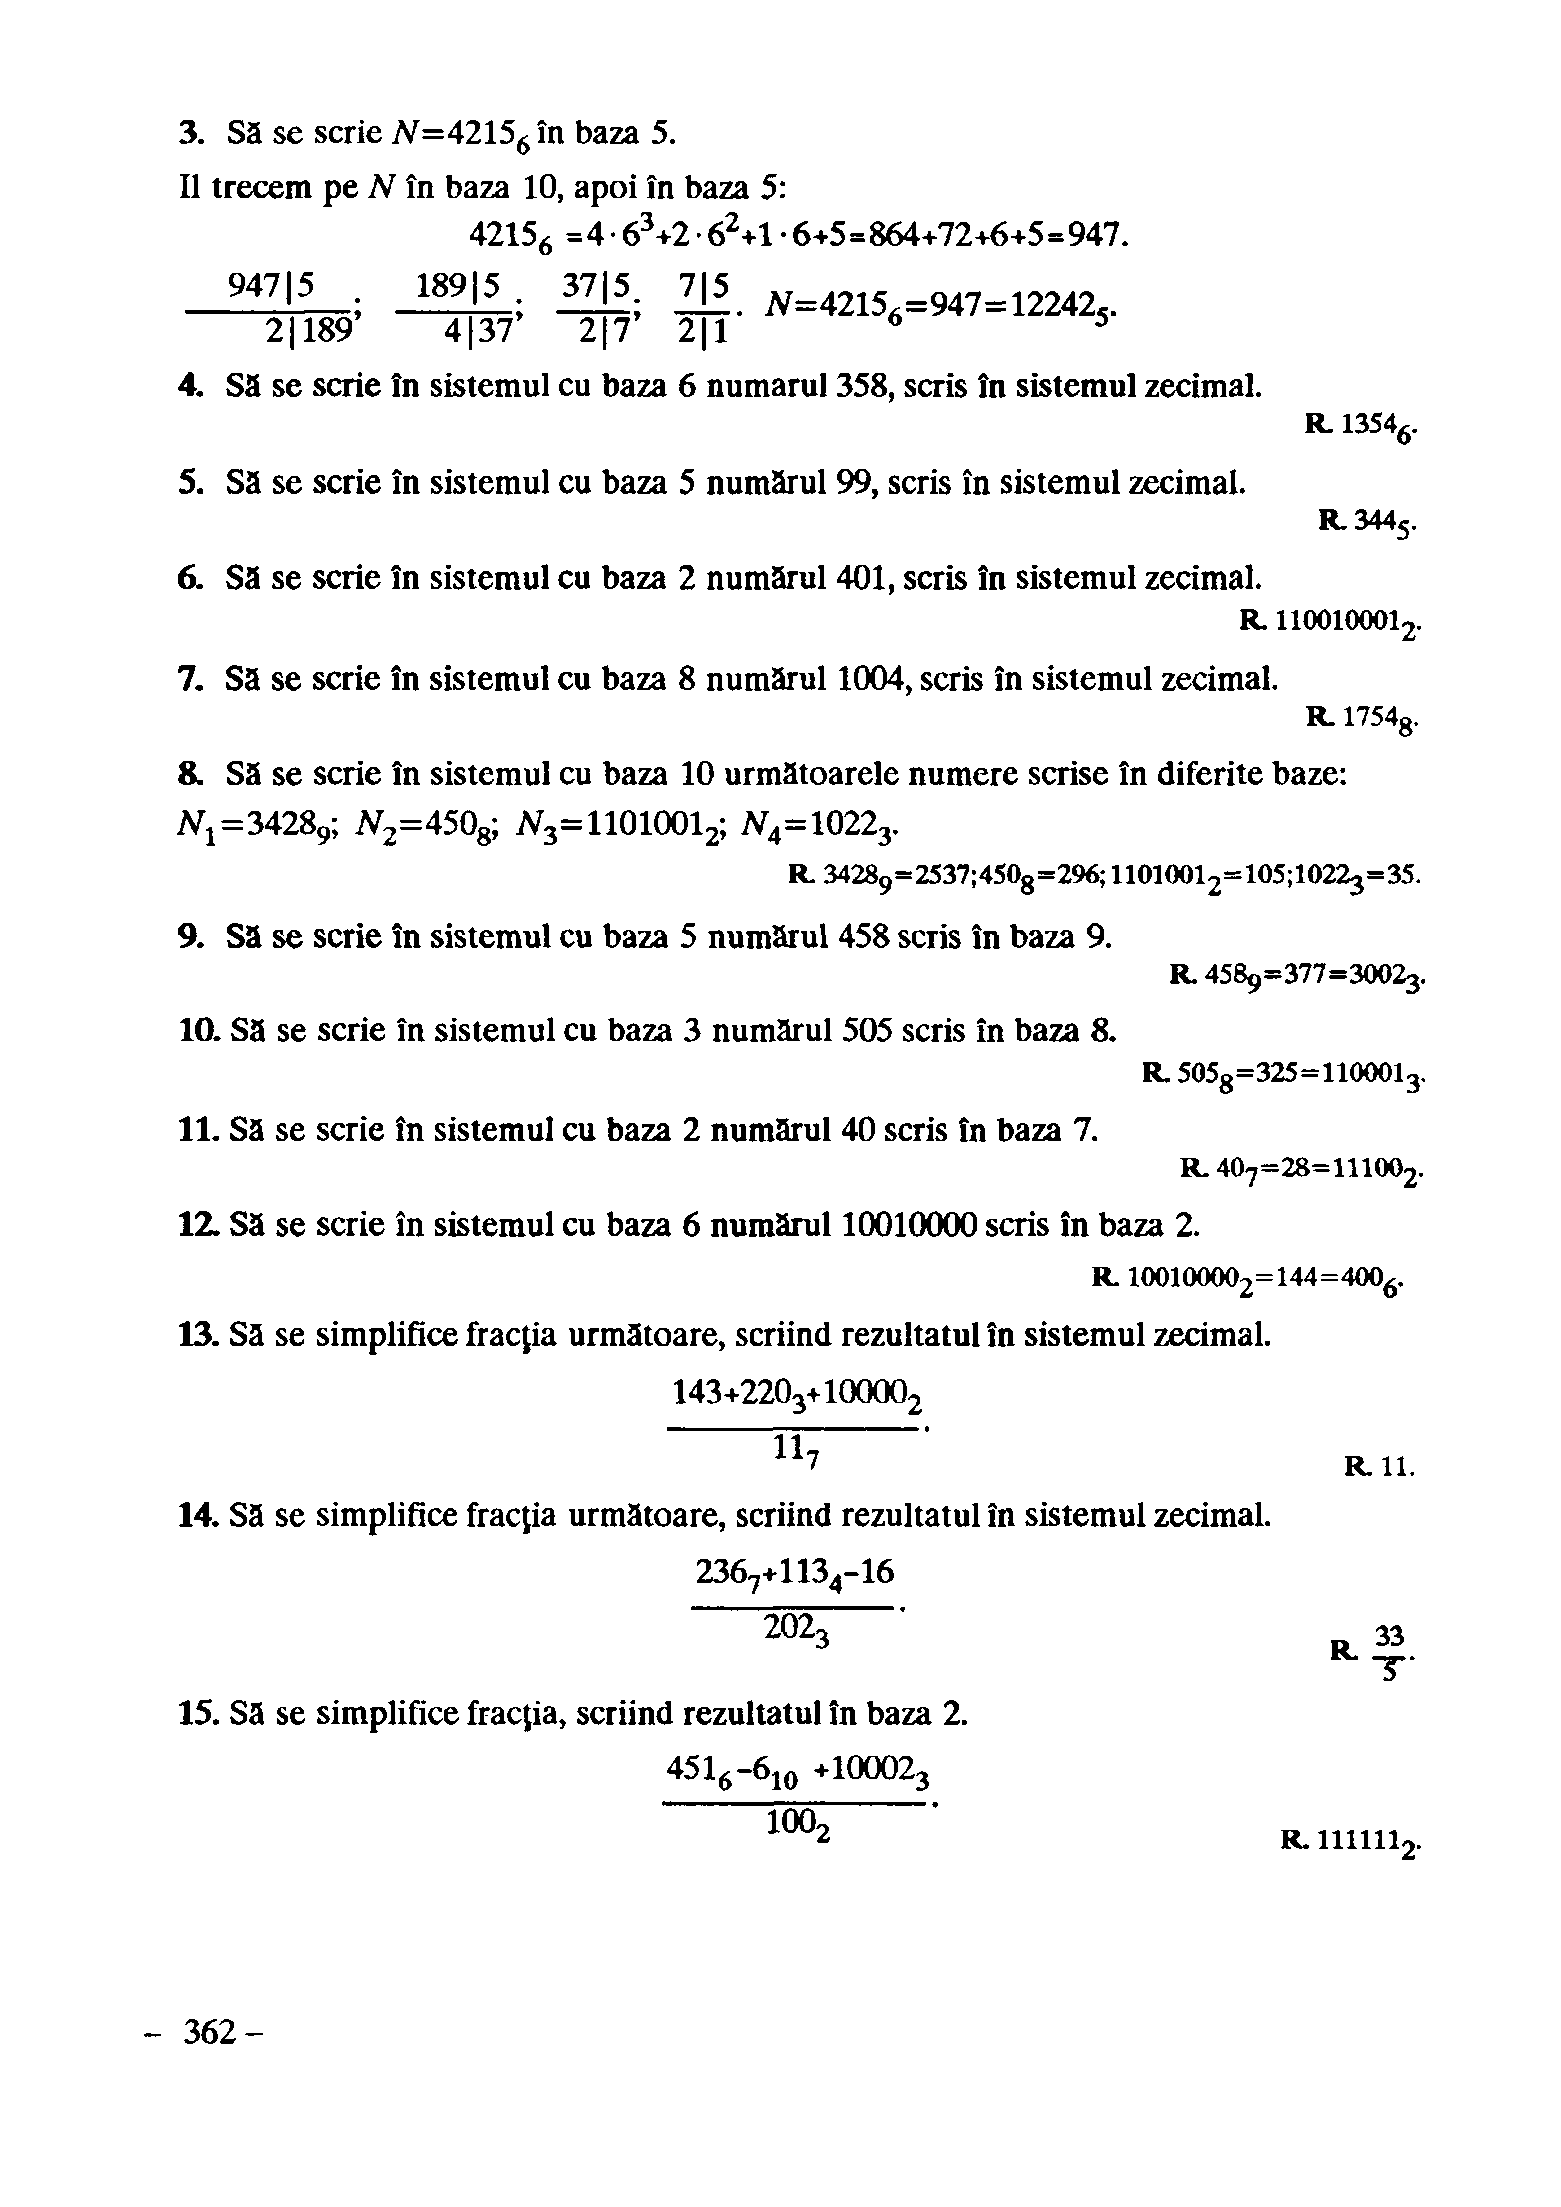 3. Să se scrie N=4215₆ în baza 5.
Il trecem pe N în baza 10, apoi în baza 5:
4215₆ =4·6³+2·6²+1·6+5=864+72+6+5=947.
947|5 ; 189|5 ; 37|5 ; 7|5 . N=4215₆=947=12242₅.
2|189 4|37 2|7 2|1
4. Să se scrie în sistemul cu baza 6 numarul 358, scris în sistemul zecimal.
R. 1354₆.
5. Să se scrie în sistemul cu baza 5 numărul 99, scris în sistemul zecimal.
R. 344₅.
6. Să se scrie în sistemul cu baza 2 numărul 401, scris în sistemul zecimal.
R. 110010001₂.
7. Să se scrie în sistemul cu baza 8 numărul 1004, scris în sistemul zecimal.
R. 1754₈.
8. Să se scrie în sistemul cu baza 10 următoarele numere scrise în diferite baze:
N₁=3428₉; N₂=450₈; N₃=1101001₂; N₄=1022₃.
R. 3428₉=2537;450₈=296; 1101001₂=105;1022₃=35.
9. Să se scrie în sistemul cu baza 5 numărul 458 scris în baza 9.
R. 458₉=377=3002₃.
10. Să se scrie în sistemul cu baza 3 numărul 505 scris în baza 8.
R. 505₈=325=110001₃.
11. Să se scrie în sistemul cu baza 2 numărul 40 scris în baza 7.
R. 40₇=28=11100₂.
12. Să se scrie în sistemul cu baza 6 numărul 10010000 scris în baza 2.
R. 10010000₂=144=400₆.
13. Să se simplifice fracţia următoare, scriind rezultatul în sistemul zecimal.
143+220₃+10000₂
11₇ .
R. 11.
14. Să se simplifice fracţia următoare, scriind rezultatul în sistemul zecimal.
236₇+113₄-16
202₃ .
R. 33/5.
15. Să se simplifice fracţia, scriind rezultatul în baza 2.
451₆-6₁₀ +10002₃
100₂ .
R. 111111₂.
- 362 -